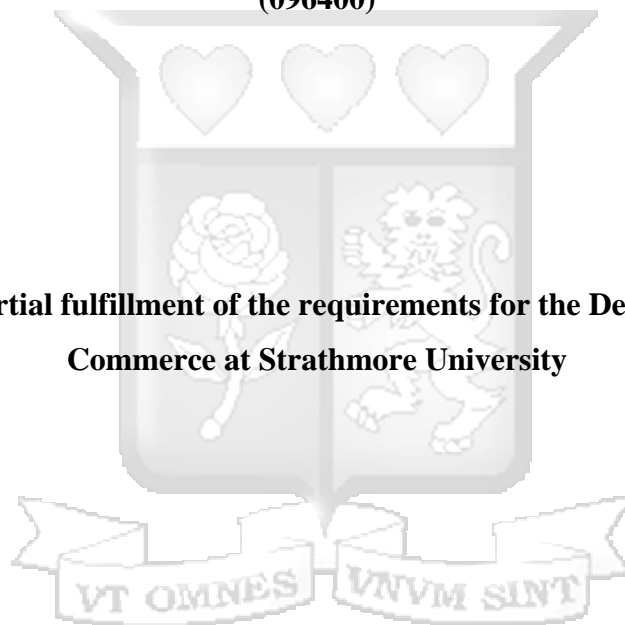 (096400)
rtial fulfillment of the requirements for the De
Commerce at Strathmore University
VT OMNES VNVM SINT